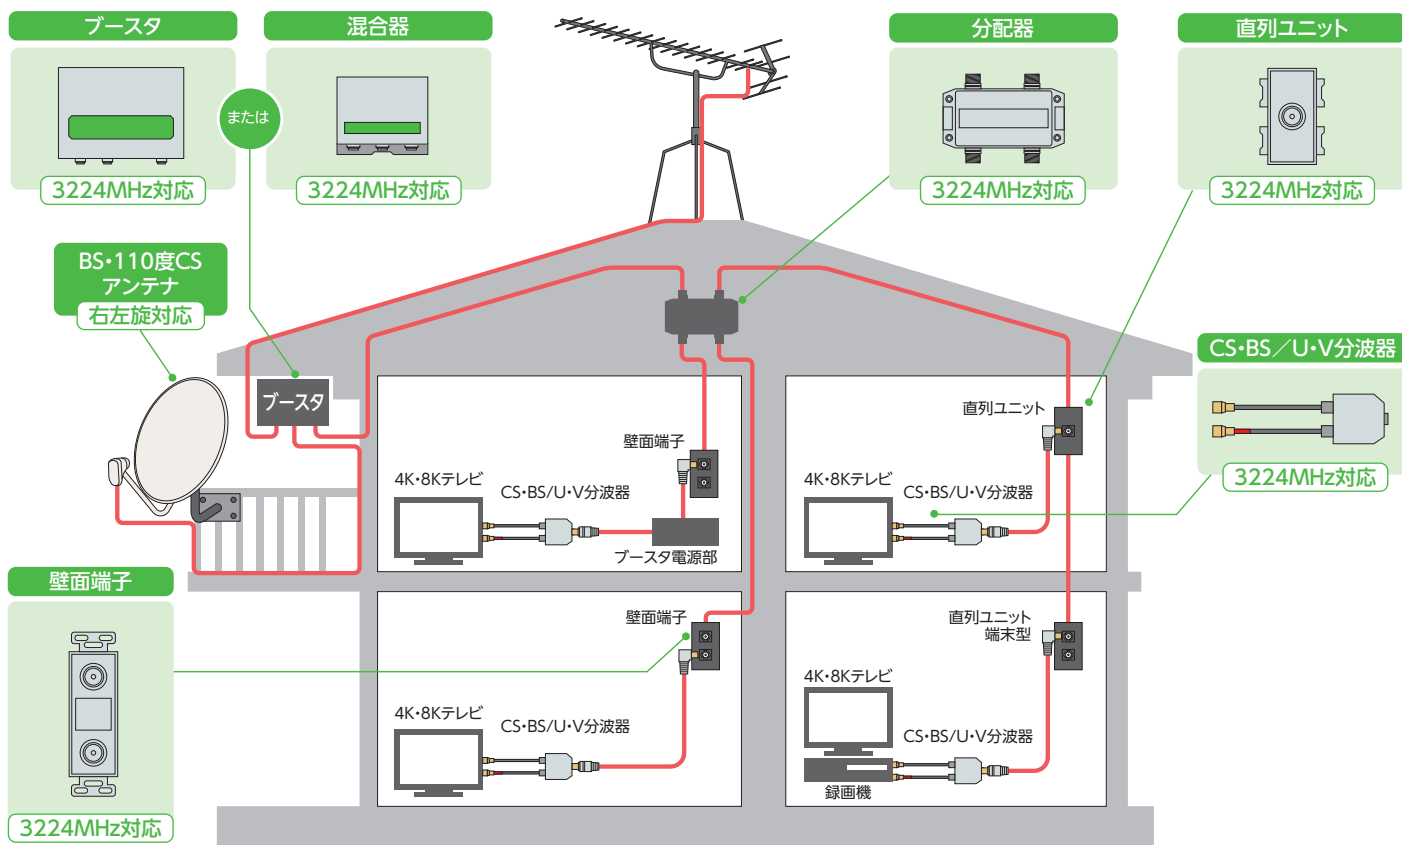 ブースタ
3224MHz対応
または
混合器
3224MHz対応
分配器
3224MHz対応
直列ユニット
3224MHz対応
BS・110度CS
アンテナ
右左旋対応
ブースタ
CS・BS／U・V分波器
3224MHz対応
壁面端子
4K・8Kテレビ
CS・BS/U・V分波器
ブースタ電源部
直列ユニット
4K・8Kテレビ
CS・BS/U・V分波器
壁面端子
3224MHz対応
壁面端子
4K・8Kテレビ
CS・BS/U・V分波器
直列ユニット
端末型
4K・8Kテレビ
CS・BS/U・V分波器
録画機